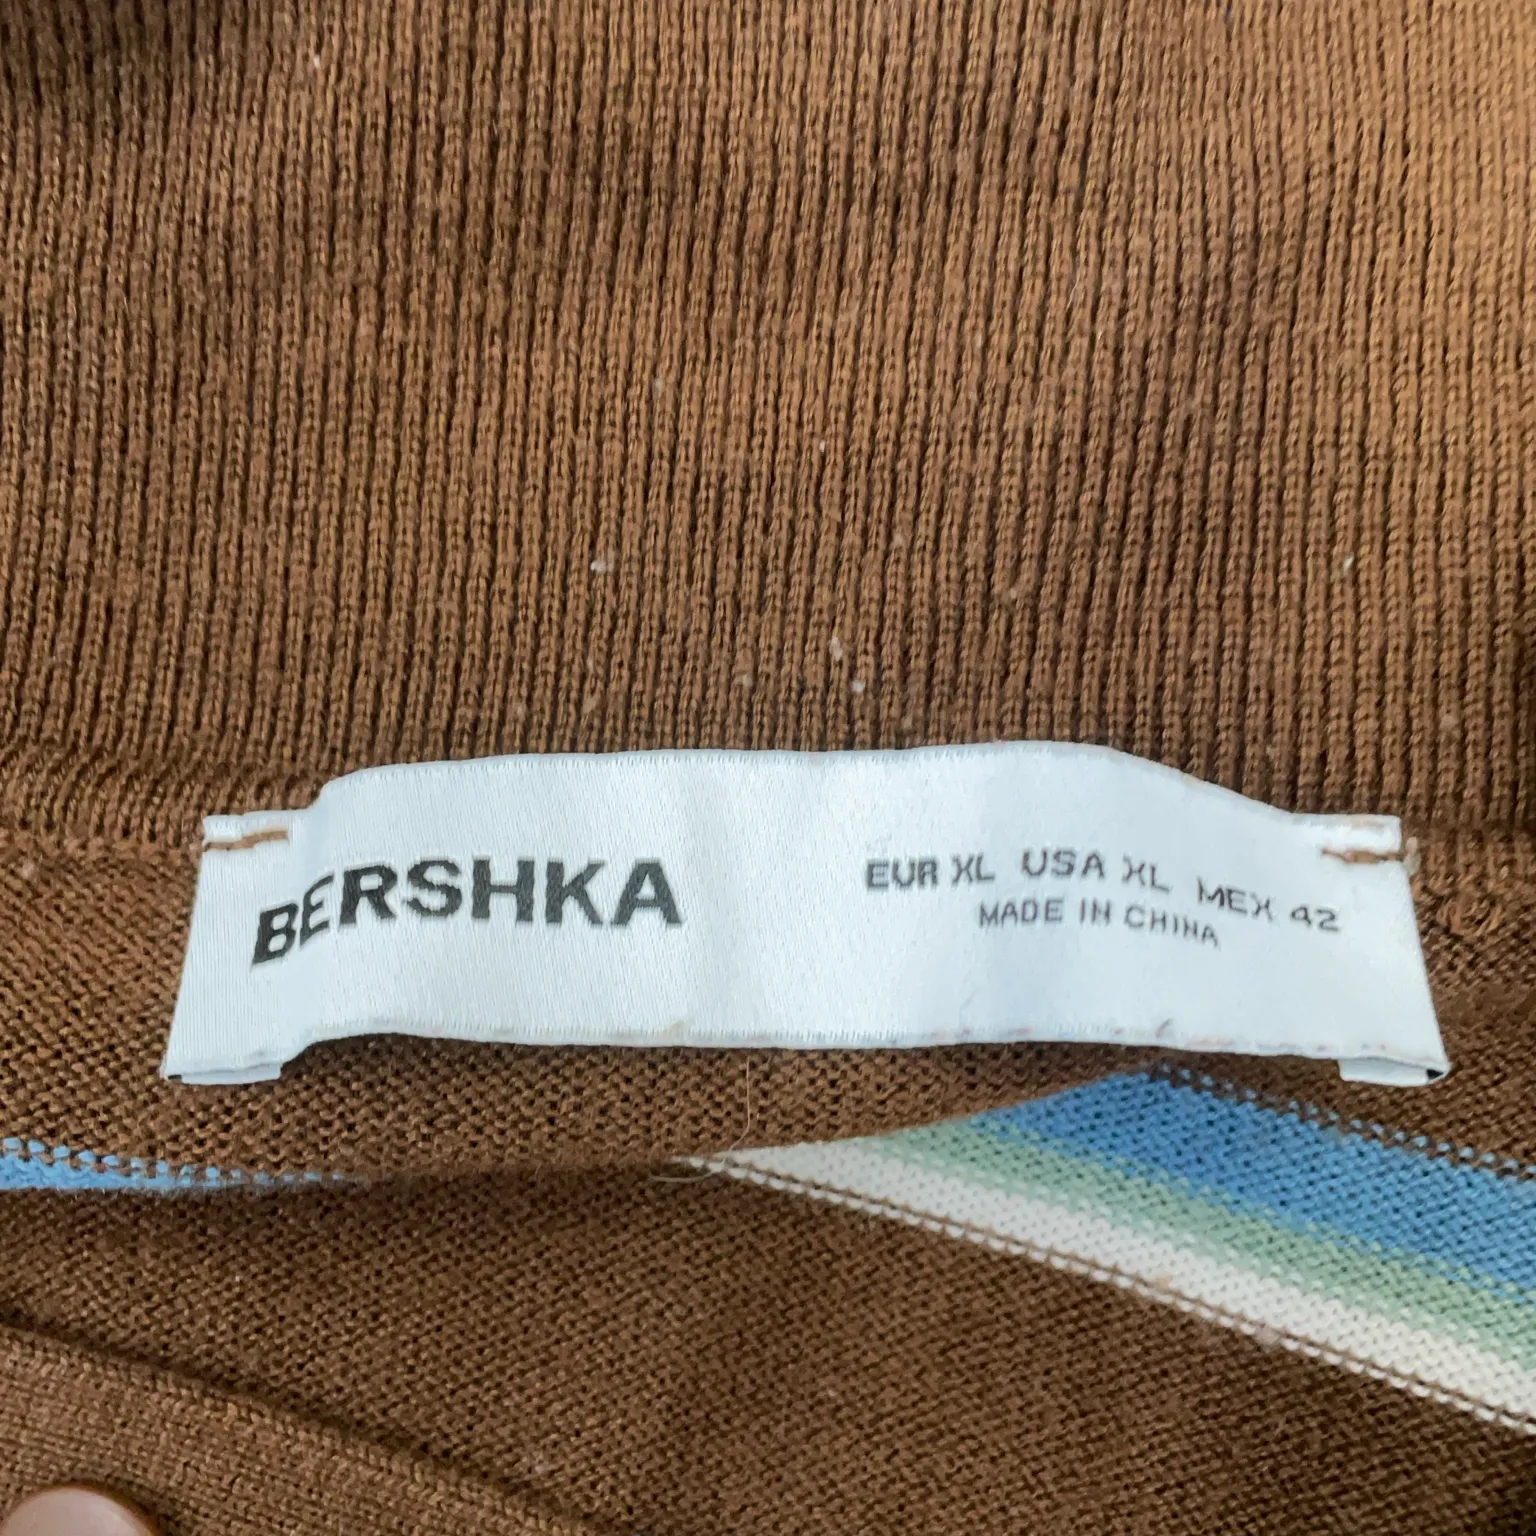 BERSHKA
EUR XL USA XL MEX 42
MADE IN CHINA